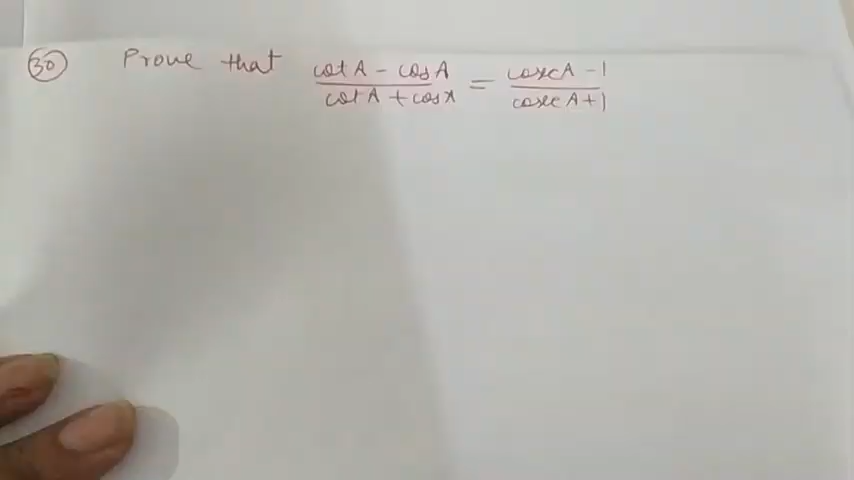 30 Prove that (cot A - cos A)/(cot A + cos x) = (cosec A - 1)/(cosec A + 1)